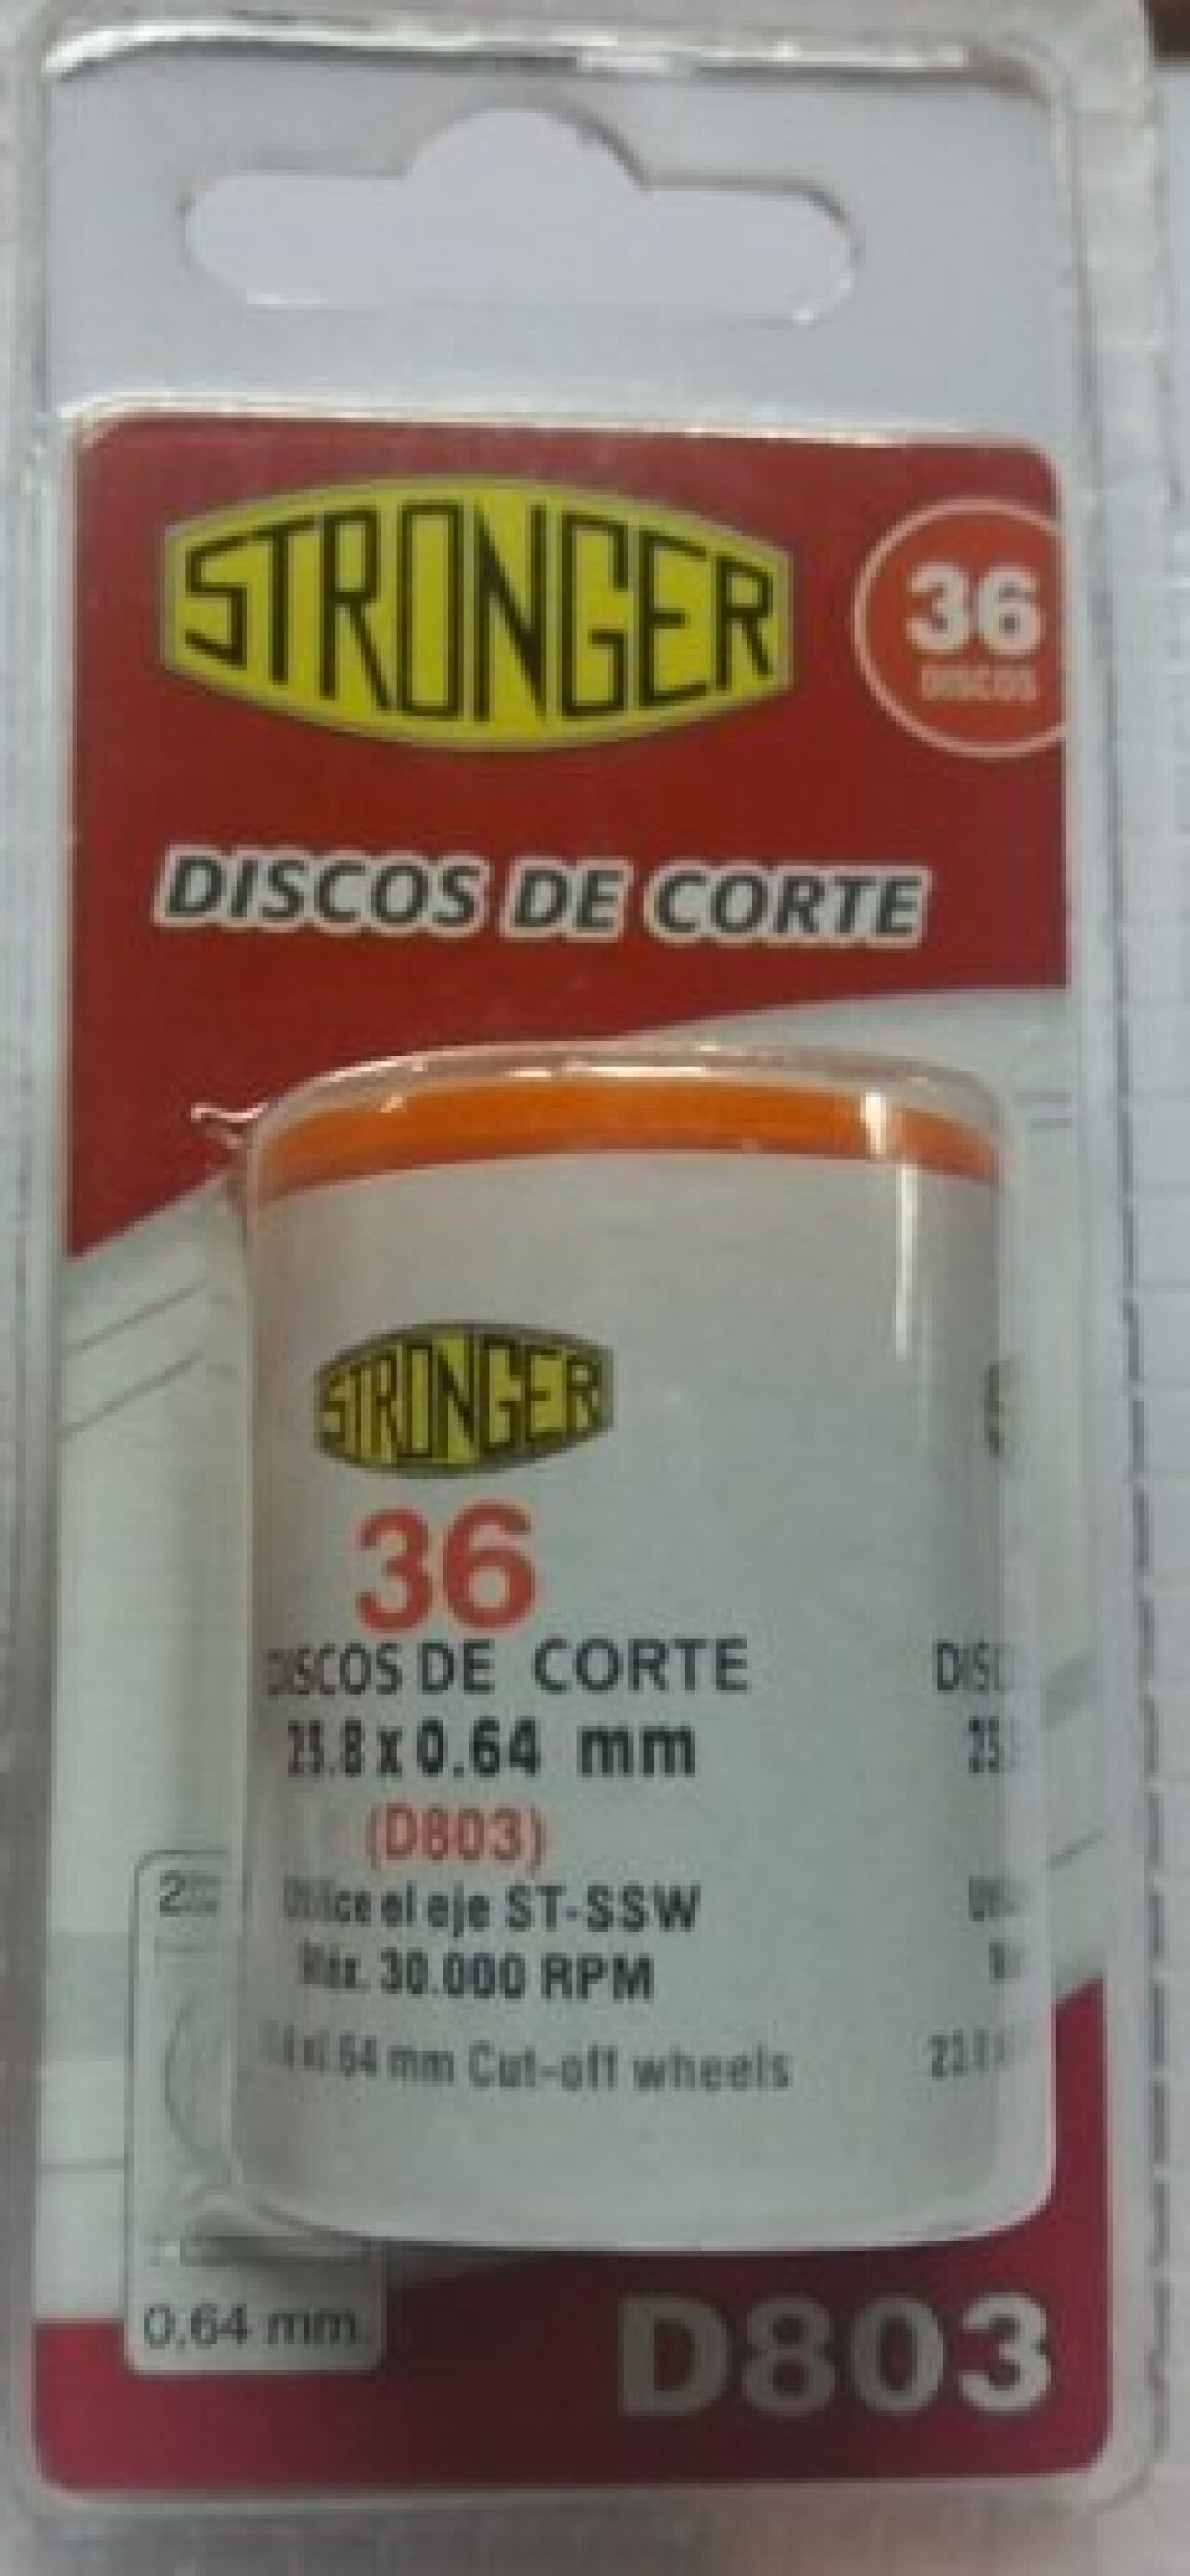 STRONGER
36
DISCOS
DISCOS DE CORTE
STRONGER
36
DISCOS DE CORTE
23.8 x 0.64 mm
(D803)
Utilice el eje ST-SSW
Máx. 30.000 RPM
mm Cut-off wheels
0,64 mm.
D803